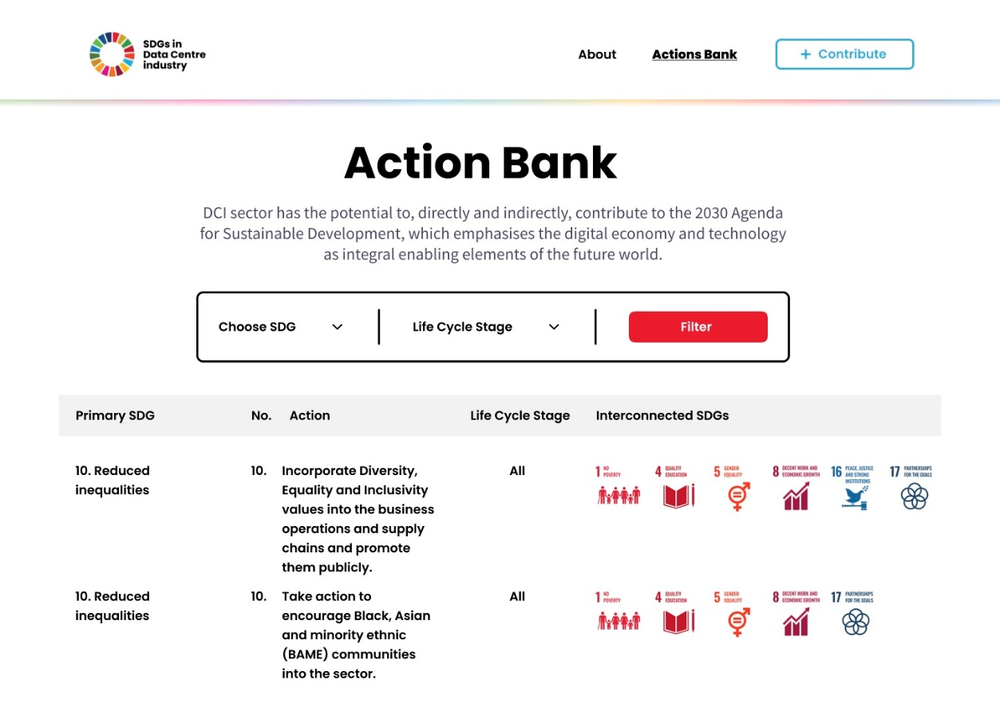 SDGs in
Data Centre
industry
About
Actions Bank
+ Contribute
Action Bank
DCI sector has the potential to, directly and indirectly, contribute to the 2030 Agenda
for Sustainable Development, which emphasises the digital economy and technology
as integral enabling elements of the future world.
Choose SDG
Life Cycle Stage
Filter
Primary SDG
No.
Action
Life Cycle Stage
Interconnected SDGs
10. Reduced
inequalities
10.
Incorporate Diversity,
Equality and Inclusivity
values into the business
operations and supply
chains and promote
them publicly.
All
1 NO
POVERTY
4 QUALITY
EDUCATION
5 GENDER
EQUALITY
8 DECENT WORK AND
ECONOMIC GROWTH
16 PEACE, JUSTICE
AND STRONG
INSTITUTIONS
17 PARTNERSHIPS
FOR THE GOALS
10. Reduced
inequalities
10.
Take action to
encourage Black, Asian
and minority ethnic
(BAME) communities
into the sector.
All
1 NO
POVERTY
4 QUALITY
EDUCATION
5 GENDER
EQUALITY
8 DECENT WORK AND
ECONOMIC GROWTH
17 PARTNERSHIPS
FOR THE GOALS